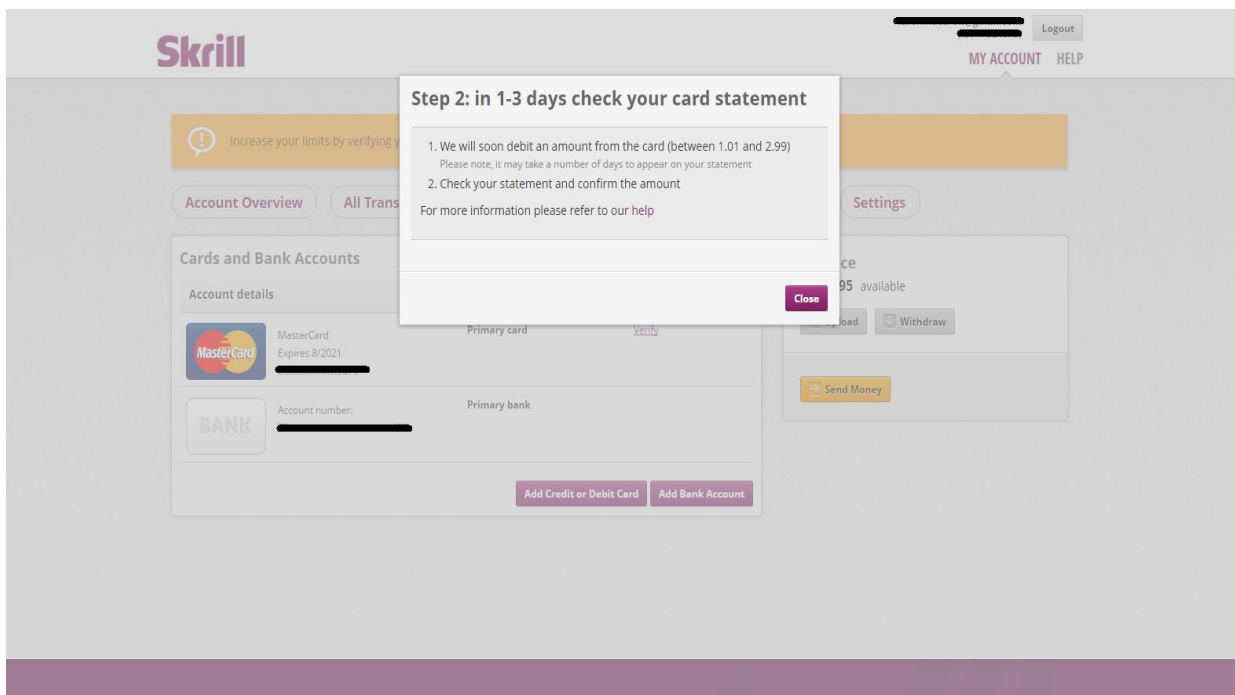 Logout
Skrill
MY ACCOUNT HELP
Step 2: in 1-3 days check your card statement
Increase your limits by verifying y
1. We will soon debit an amount from the card (between 1.01 and 2.99)
Please note, it may take a number of days to appear on your statement
2. Check your statement and confirm the amount
For more information please refer to our help
Account Overview All Trans Settings
Cards and Bank Accounts
ce
Account details
95 available
Close
Withdraw
MasterCard Primary card Verify
MasterCard
Expires 8/2021
Send Money
BANK
Account number: Primary bank
Add Credit or Debit Card Add Bank Account